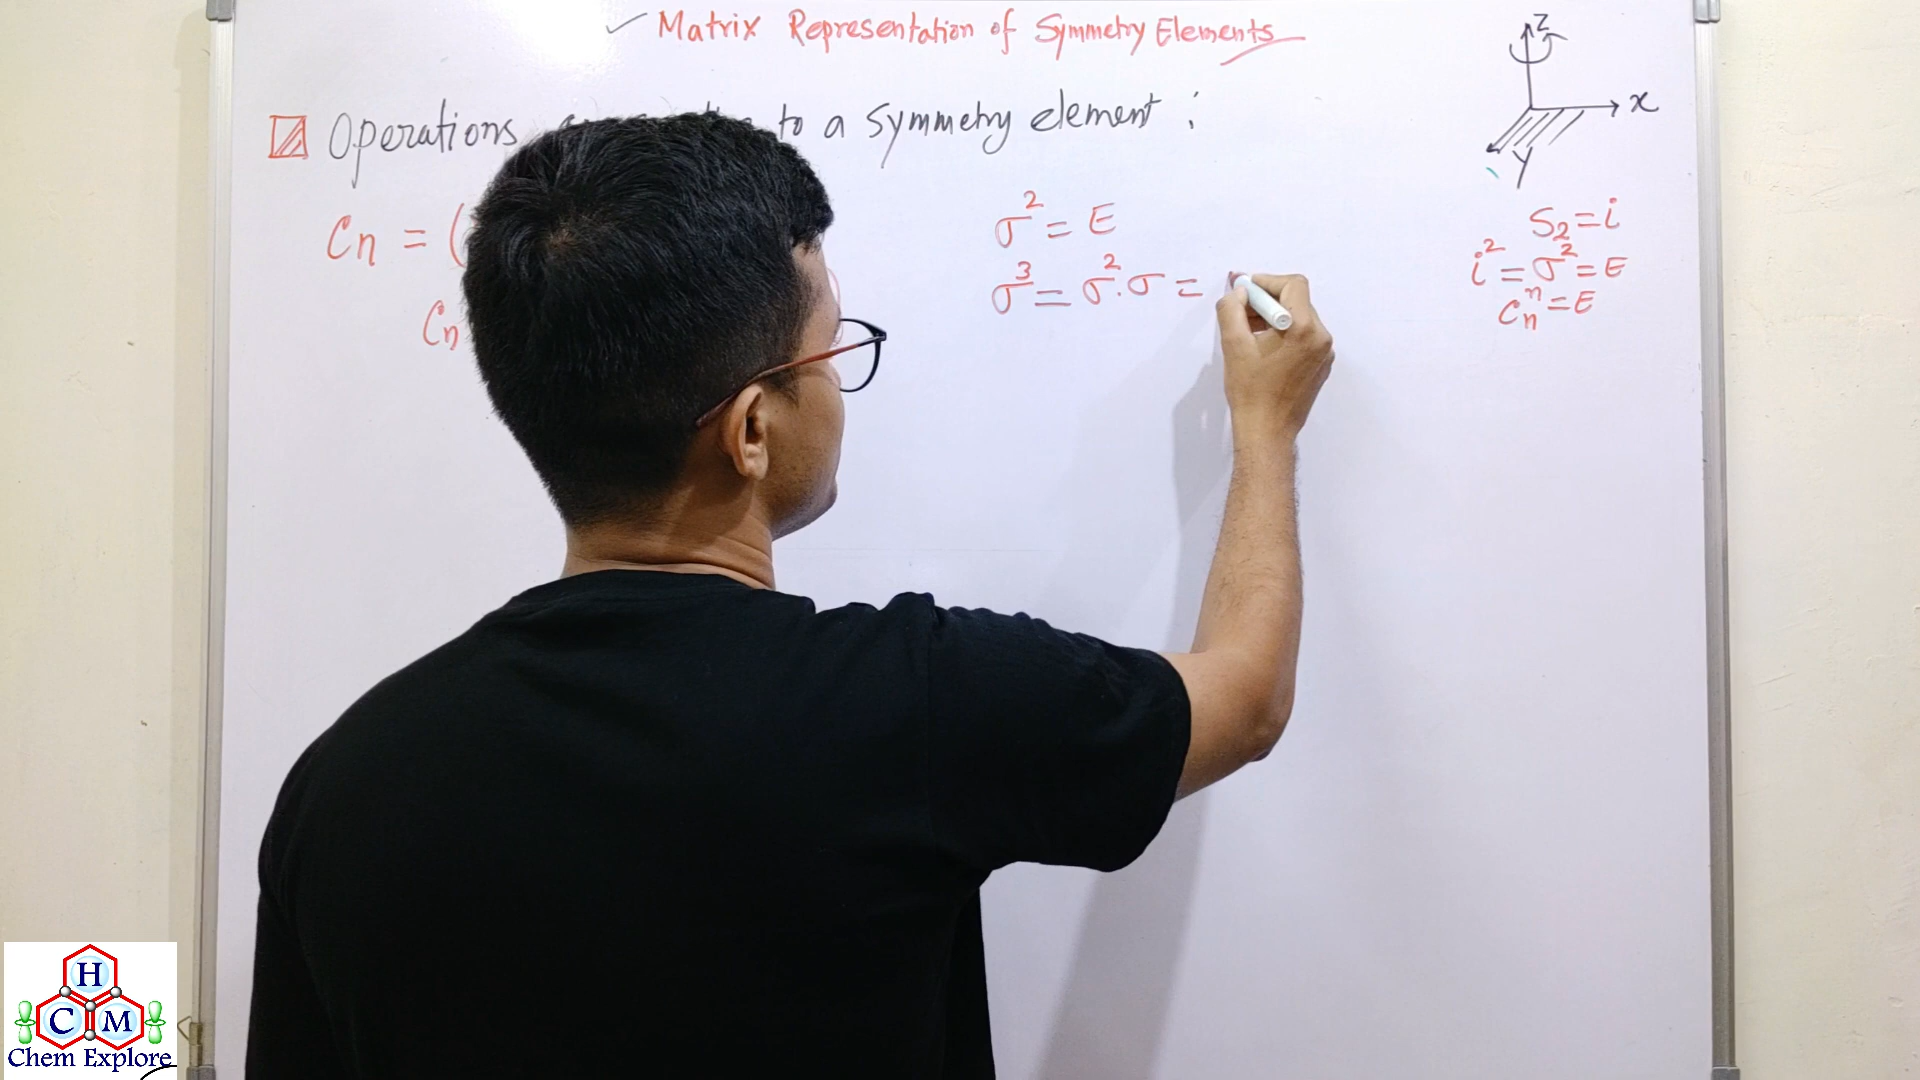 ✓ Matrix Representation of Symmetry Elements
Operations to a symmetry element :
Cn = (
Cn
σ² = E
σ³ = σ².σ =
Z
x
Y
S₂ = i
i² = σ² = E
Cₙⁿ = E
H
C M
Chem Explore